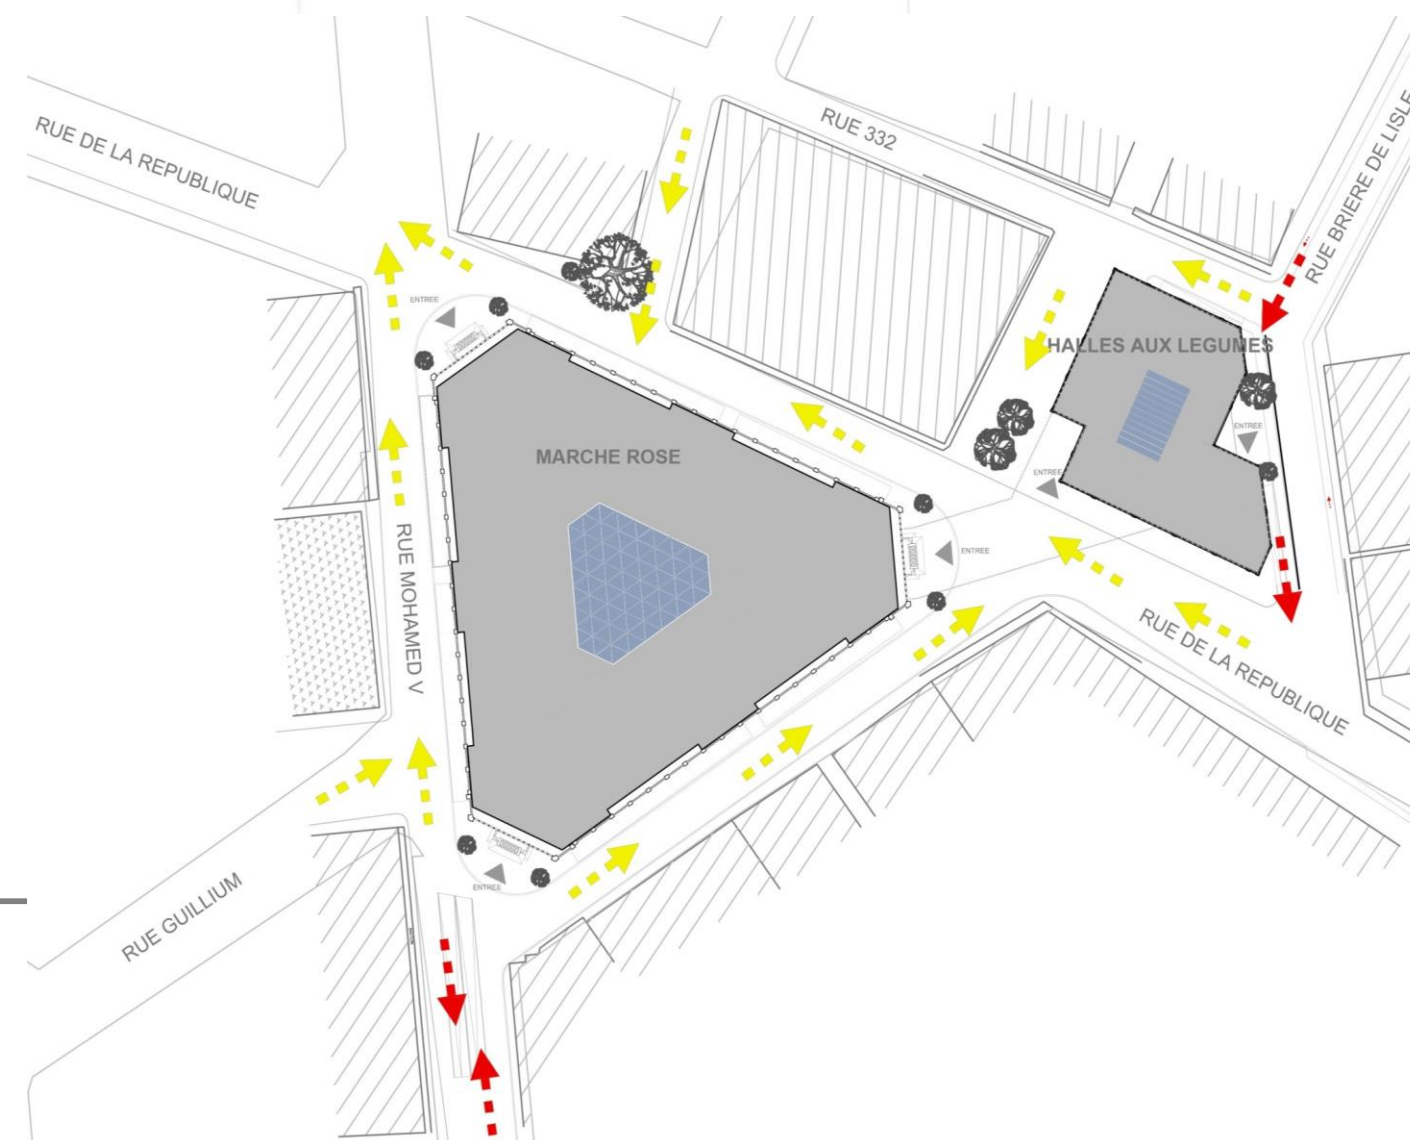 RUE DE LA REPUBLIQUE
RUE 332
RUE BRIERE DE LISLE
ENTREE
HALLES AUX LEGUMES
ENTREE
MARCHE ROSE
ENTREE
ENTREE
RUE MOHAMED V
RUE DE LA REPUBLIQUE
RUE GUILLIUM
ENTREE